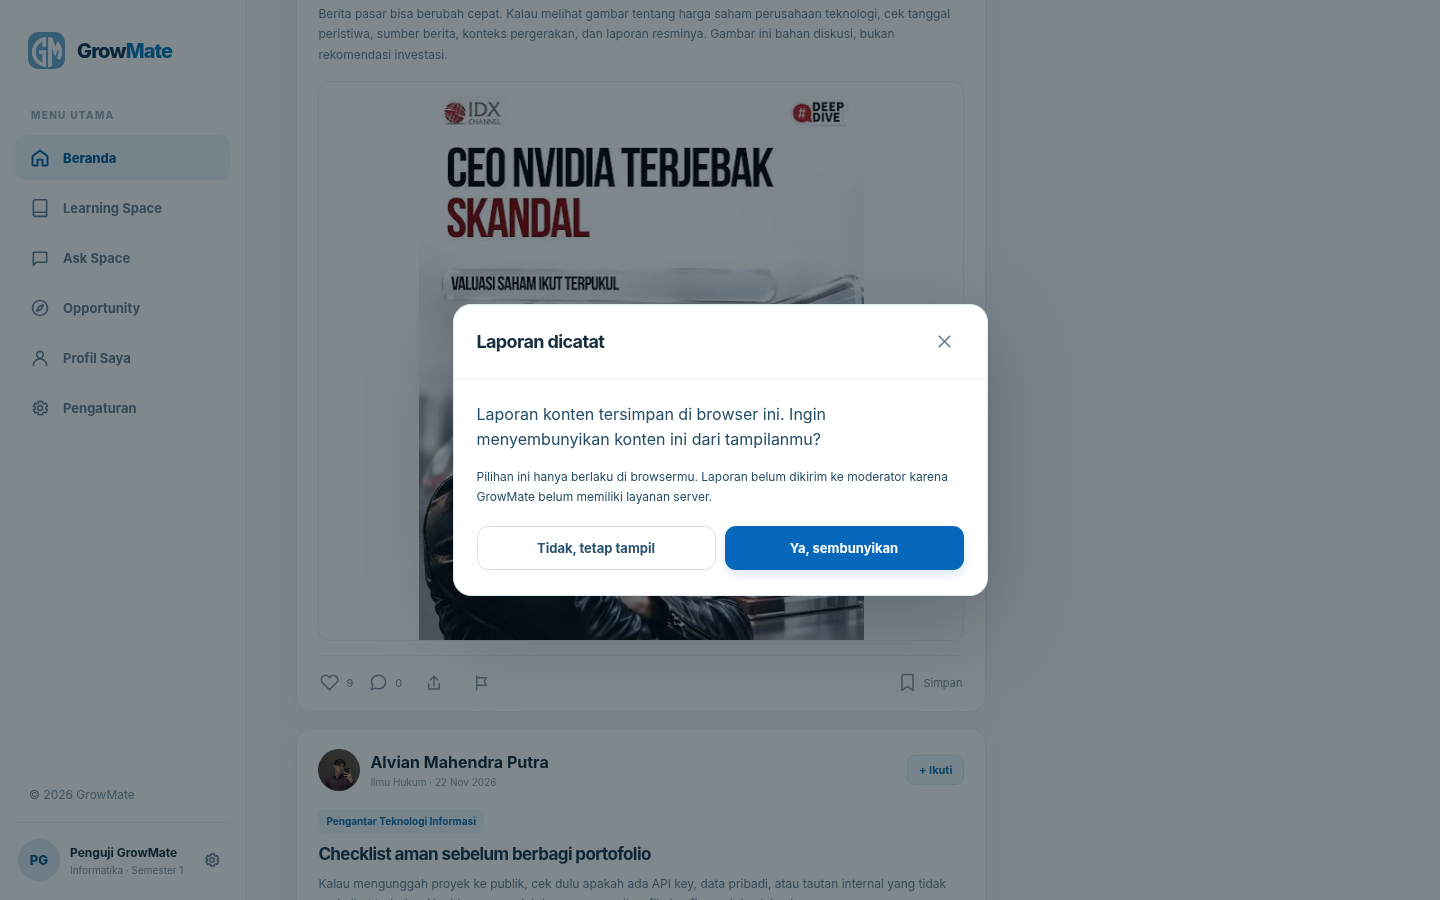 GrowMate
MENU UTAMA
Beranda
Learning Space
Ask Space
Opportunity
Profil Saya
Pengaturan
© 2026 GrowMate
PG
Penguji GrowMate
Informatika · Semester 1
Berita pasar bisa berubah cepat. Kalau melihat gambar tentang harga saham perusahaan teknologi, cek tanggal
peristiwa, sumber berita, konteks pergerakan, dan laporan resminya. Gambar ini bahan diskusi, bukan
rekomendasi investasi.
IDX
CHANNEL
# DEEP
DIVE
CEO NVIDIA TERJEBAK
SKANDAL
VALUASI SAHAM IKUT TERPUKUL
Laporan dicatat
Laporan konten tersimpan di browser ini. Ingin
menyembunyikan konten ini dari tampilanmu?
Pilihan ini hanya berlaku di browsermu. Laporan belum dikirim ke moderator karena
GrowMate belum memiliki layanan server.
Tidak, tetap tampil
Ya, sembunyikan
9
0
Simpan
Alvian Mahendra Putra
Ilmu Hukum · 22 Nov 2026
+ Ikuti
Pengantar Teknologi Informasi
Checklist aman sebelum berbagi portofolio
Kalau mengunggah proyek ke publik, cek dulu apakah ada API key, data pribadi, atau tautan internal yang tidak